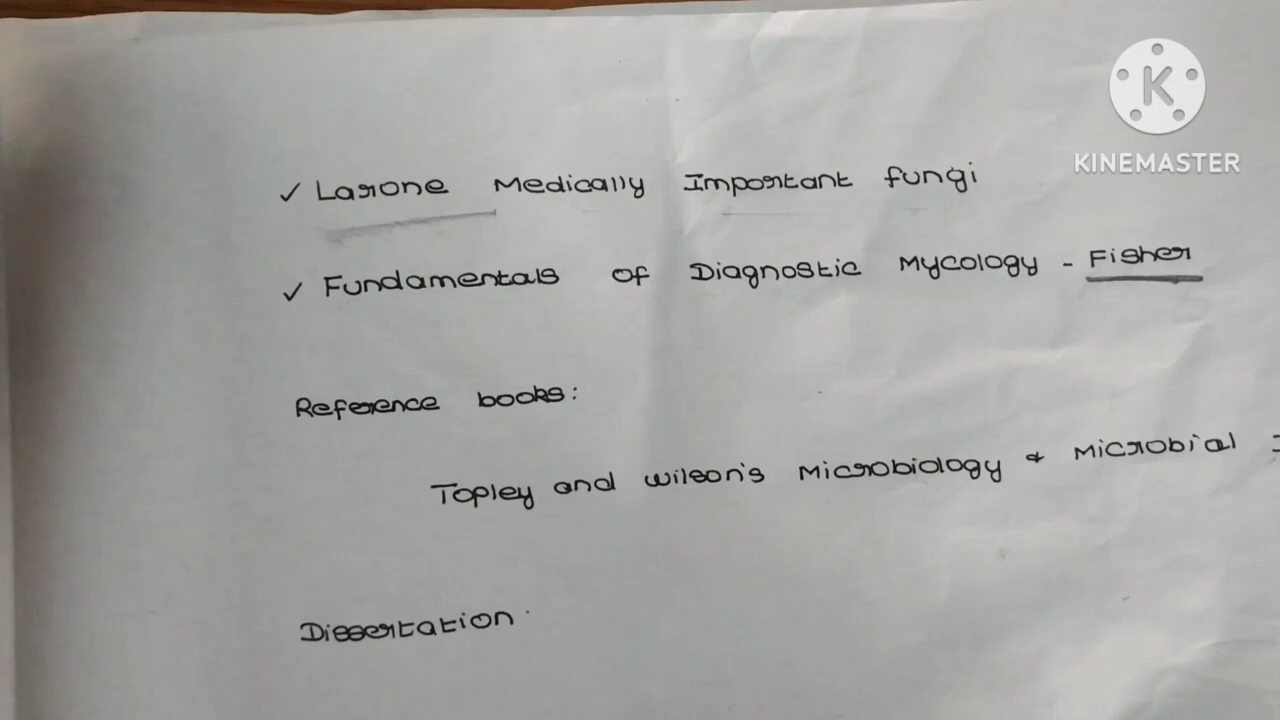 KINEMASTER
✓ Larone Medically Important fungi
✓ Fundamentals of Diagnostic Mycology - Fisher
Reference books:
Topley and Wilson's Microbiology & Microbial
Dissertation